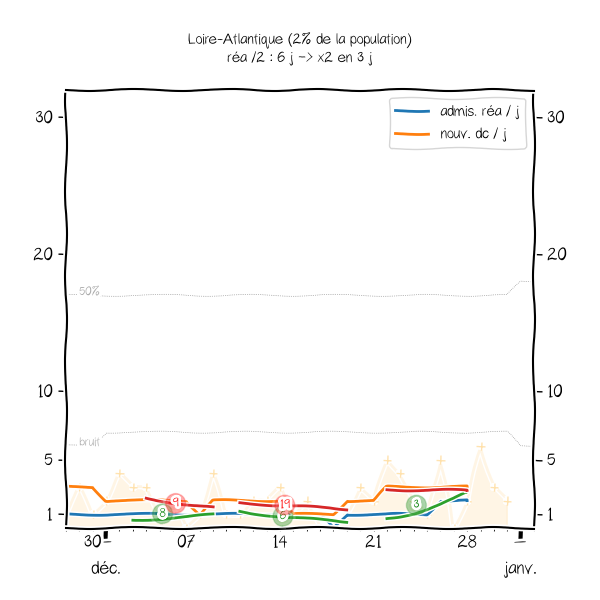 Loire-Atlantique (2% de la population)
réa /2 : 6 j -> x2 en 3 j
admis. réa / j
nouv. dc / j
30 30
20 20
50%
10 10
bruit
5 5
9 19 3
8 6
1 1
30 07 14 21 28
déc. janv.